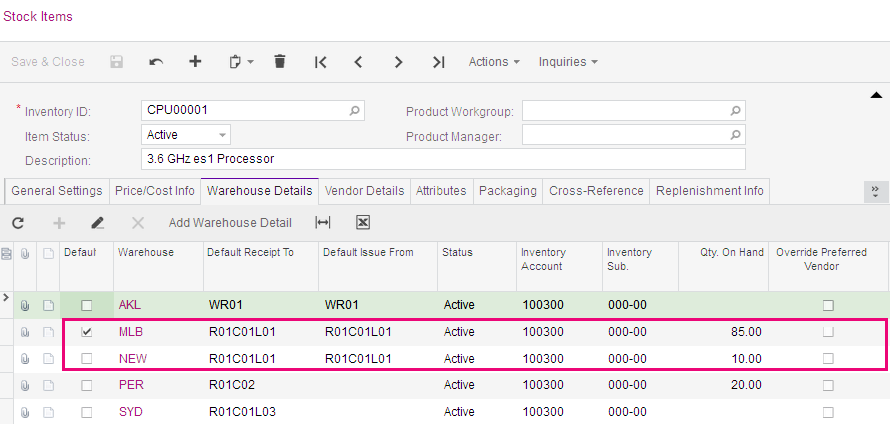 Stock Items
Save & Close Actions Inquiries
* Inventory ID: CPU00001 Product Workgroup:
Item Status: Active Product Manager:
Description: 3.6 GHz es1 Processor
General Settings Price/Cost Info Warehouse Details Vendor Details Attributes Packaging Cross-Reference Replenishment Info
Add Warehouse Detail
Default Warehouse Default Receipt To Default Issue From Status Inventory Account Inventory Sub. Qty. On Hand Override Preferred Vendor
AKL WR01 WR01 Active 100300 000-00
MLB R01C01L01 R01C01L01 Active 100300 000-00 85.00
NEW R01C01L01 R01C01L01 Active 100300 000-00 10.00
PER R01C02 Active 100300 000-00 20.00
SYD R01C01L03 Active 100300 000-00